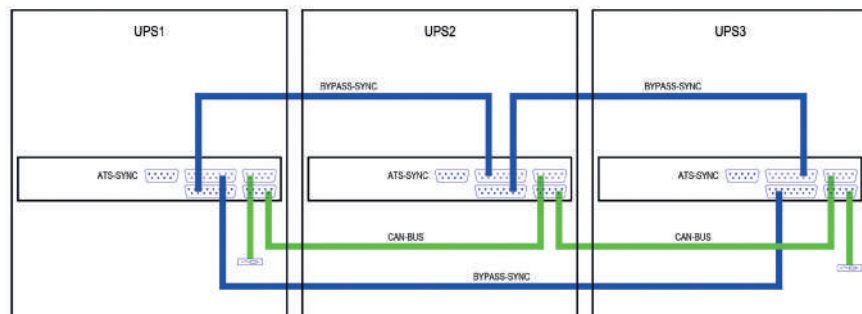 UPS1
UPS2
UPS3
BYPASS-SYNC
BYPASS-SYNC
ATS-SYNC
ATS-SYNC
ATS-SYNC
CAN-BUS
CAN-BUS
BYPASS-SYNC